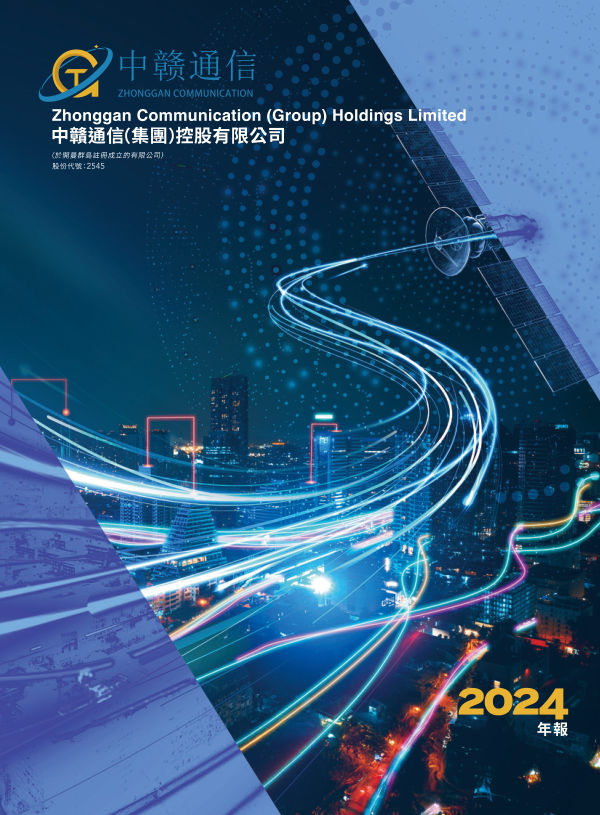 中赣通信
ZHONGGAN COMMUNICATION
Zhonggan Communication (Group) Holdings Limited
中贛通信(集團)控股有限公司
(於開曼群島註冊成立的有限公司)
股份代號:2545
2024
年報